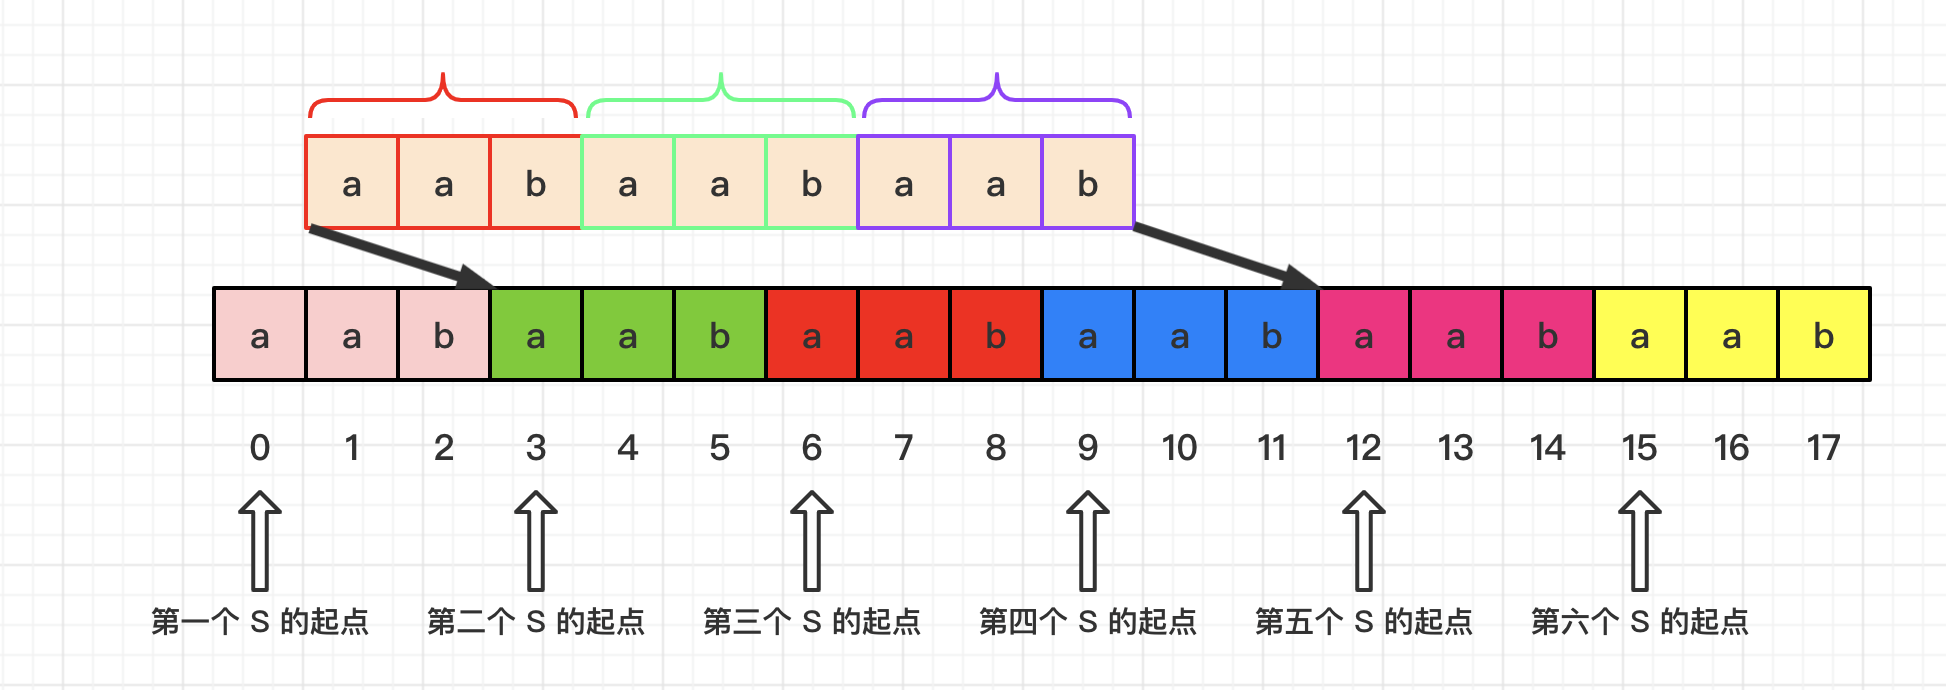 a a b a a b a a b
a a b a a b a a b a a b a a b a a b
0 1 2 3 4 5 6 7 8 9 10 11 12 13 14 15 16 17
第一个 S 的起点 第二个 S 的起点 第三个 S 的起点 第四个 S 的起点 第五个 S 的起点 第六个 S 的起点